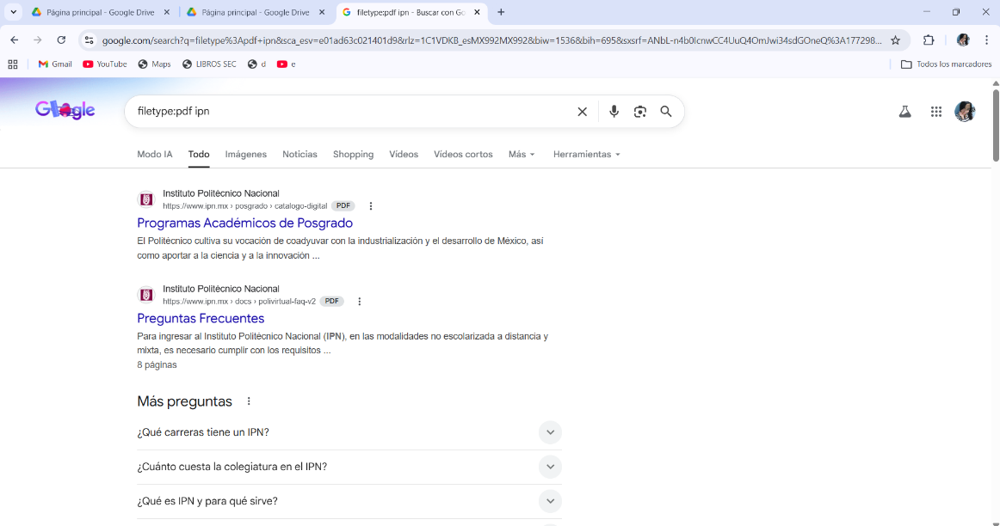 Página principal - Google Drive
Página principal - Google Drive
filetype:pdf ipn - Buscar con Go
google.com/search?q=filetype%3Apdf+ipn&sca_esv=e01ad63c021401d9&rlz=1C1VDKB_esMX992MX992&biw=1536&bih=695&sxsrf=ANbL-n4b0IcnwCC4UuQ4OmJwi34sdGOneQ%3A177298...
Gmail YouTube Maps LIBROS SEC d e Todos los marcadores
Google
filetype:pdf ipn
Modo IA Todo Imágenes Noticias Shopping Vídeos Vídeos cortos Más Herramientas
Instituto Politécnico Nacional
https://www.ipn.mx › posgrado › catalogo-digital PDF
Programas Académicos de Posgrado
El Politécnico cultiva su vocación de coadyuvar con la industrialización y el desarrollo de México, así
como aportar a la ciencia y a la innovación ...
Instituto Politécnico Nacional
https://www.ipn.mx › docs › polivirtual-faq-v2 PDF
Preguntas Frecuentes
Para ingresar al Instituto Politécnico Nacional (IPN), en las modalidades no escolarizada a distancia y
mixta, es necesario cumplir con los requisitos ...
8 páginas
Más preguntas
¿Qué carreras tiene un IPN?
¿Cuánto cuesta la colegiatura en el IPN?
¿Qué es IPN y para qué sirve?